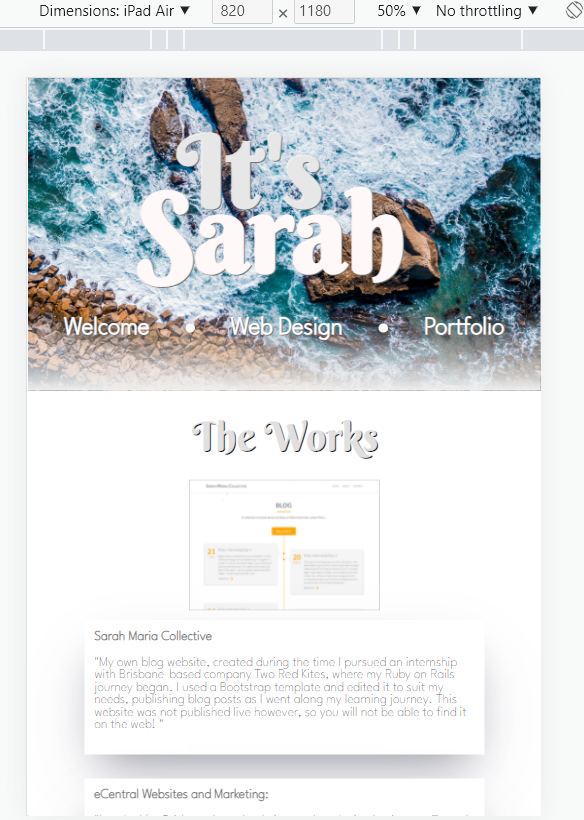 Dimensions: iPad Air ▼ 820 × 1180 50% ▼ No throttling ▼
It's
Sarah
Welcome • Web Design • Portfolio
The Works
BLOG
21
20
Sarah Maria Collective
"My own blog website, created during the time I pursued an internship
with Brisbane-based company Two Red Kites, where my Ruby on Rails
journey began. I used a Bootstrap template and edited it to suit my
needs, publishing blog posts as I went along my learning journey. This
website was not published live however, so you will not be able to find it
on the web! "
eCentral Websites and Marketing: